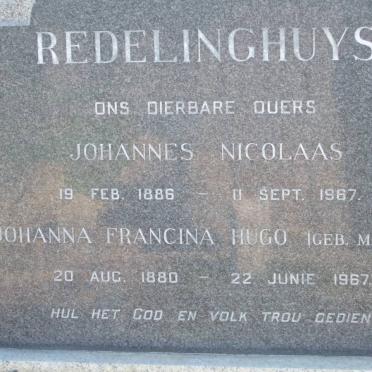 REDELINGHUYS
ONS DIERBARE OUERS
JOHANNES NICOLAAS
19 FEB. 1886 – 11 SEPT. 1967.
JOHANNA FRANCINA HUGO (GEB. M
20 AUG. 1880 – 22 JUNIE 1967.
HUL HET GOD EN VOLK TROU GEDIEN